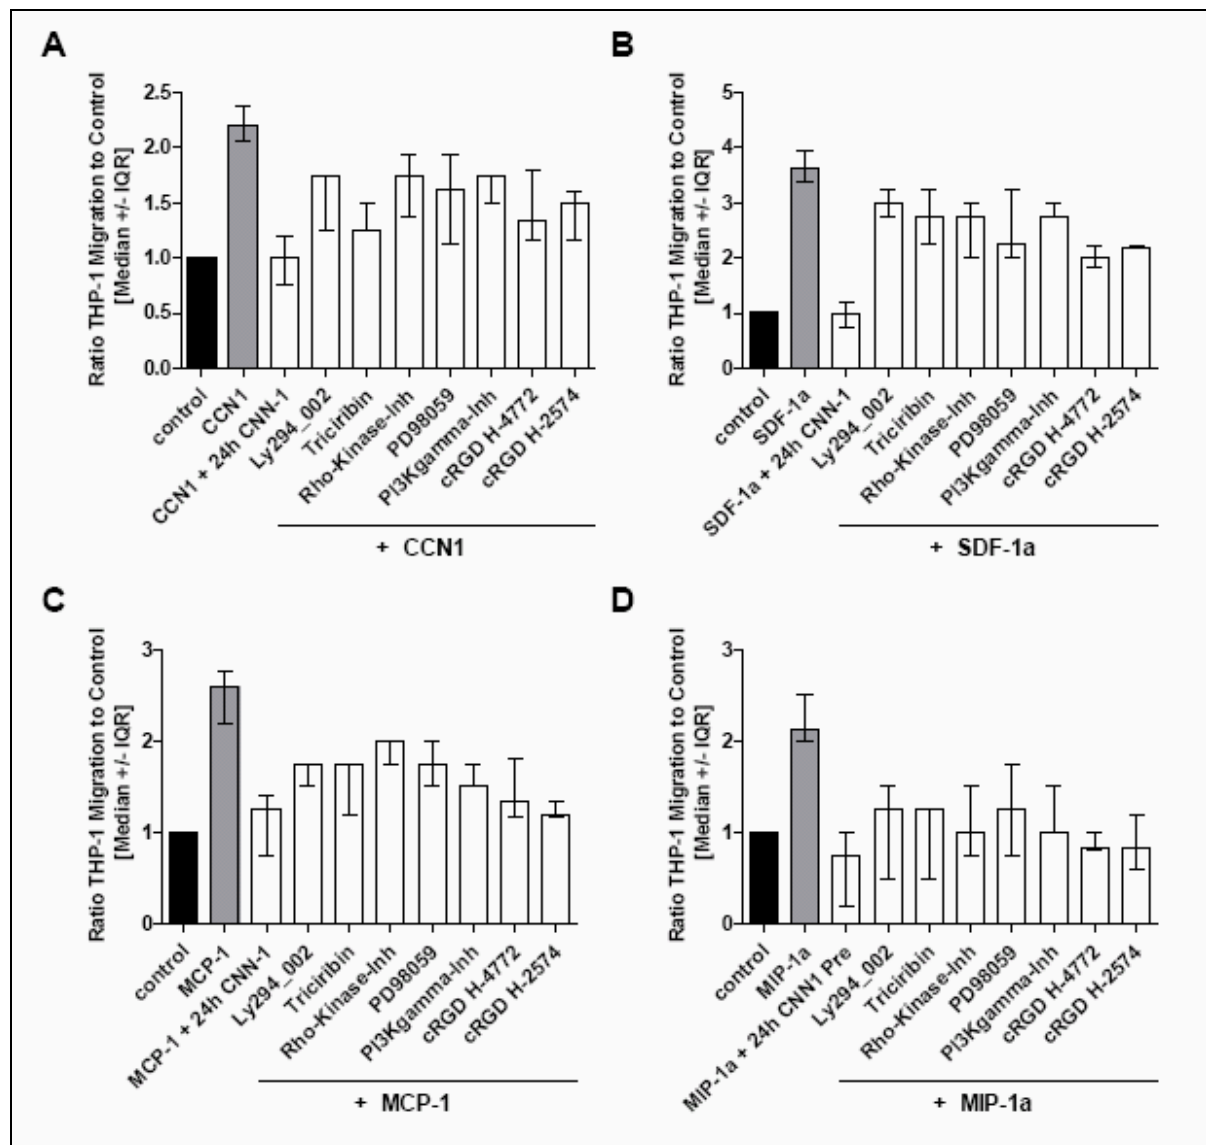 A
Ratio THP-1 Migration to Control
[Median +/- IQR]
2.5
2.0
1.5
1.0
0.5
0.0
control
CCN1
CCN1 + 24h CNN-1
Ly294_002
Triciribin
Rho-Kinase-Inh
PD98059
PI3Kgamma-Inh
cRGD H-4772
cRGD H-2574
+ CCN1
B
Ratio THP-1 Migration to Control
[Median +/- IQR]
5
4
3
2
1
0
control
SDF-1a
SDF-1a + 24h CNN-1
Ly294_002
Triciribin
Rho-Kinase-Inh
PD98059
PI3Kgamma-Inh
cRGD H-4772
cRGD H-2574
+ SDF-1a
C
Ratio THP-1 Migration to Control
[Median +/- IQR]
3
2
1
0
control
MCP-1
MCP-1 + 24h CNN-1
Ly294_002
Triciribin
Rho-Kinase-Inh
PD98059
PI3Kgamma-Inh
cRGD H-4772
cRGD H-2574
+ MCP-1
D
Ratio THP-1 Migration to Control
[Median +/- IQR]
3
2
1
0
control
MIP-1a
MIP-1a + 24h CNN1 Pre
Ly294_002
Triciribin
Rho-Kinase-Inh
PD98059
PI3Kgamma-Inh
cRGD H-4772
cRGD H-2574
+ MIP-1a